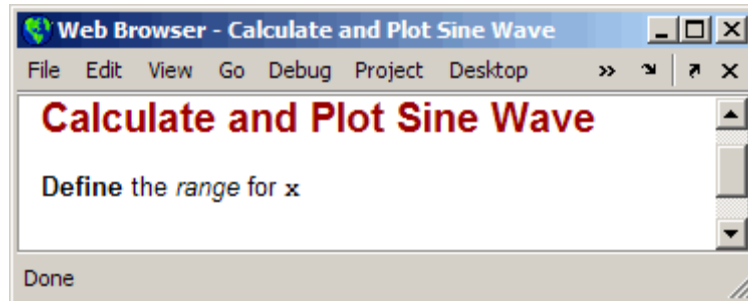 Web Browser - Calculate and Plot Sine Wave
File Edit View Go Debug Project Desktop »
Calculate and Plot Sine Wave
Define the range for x
Done